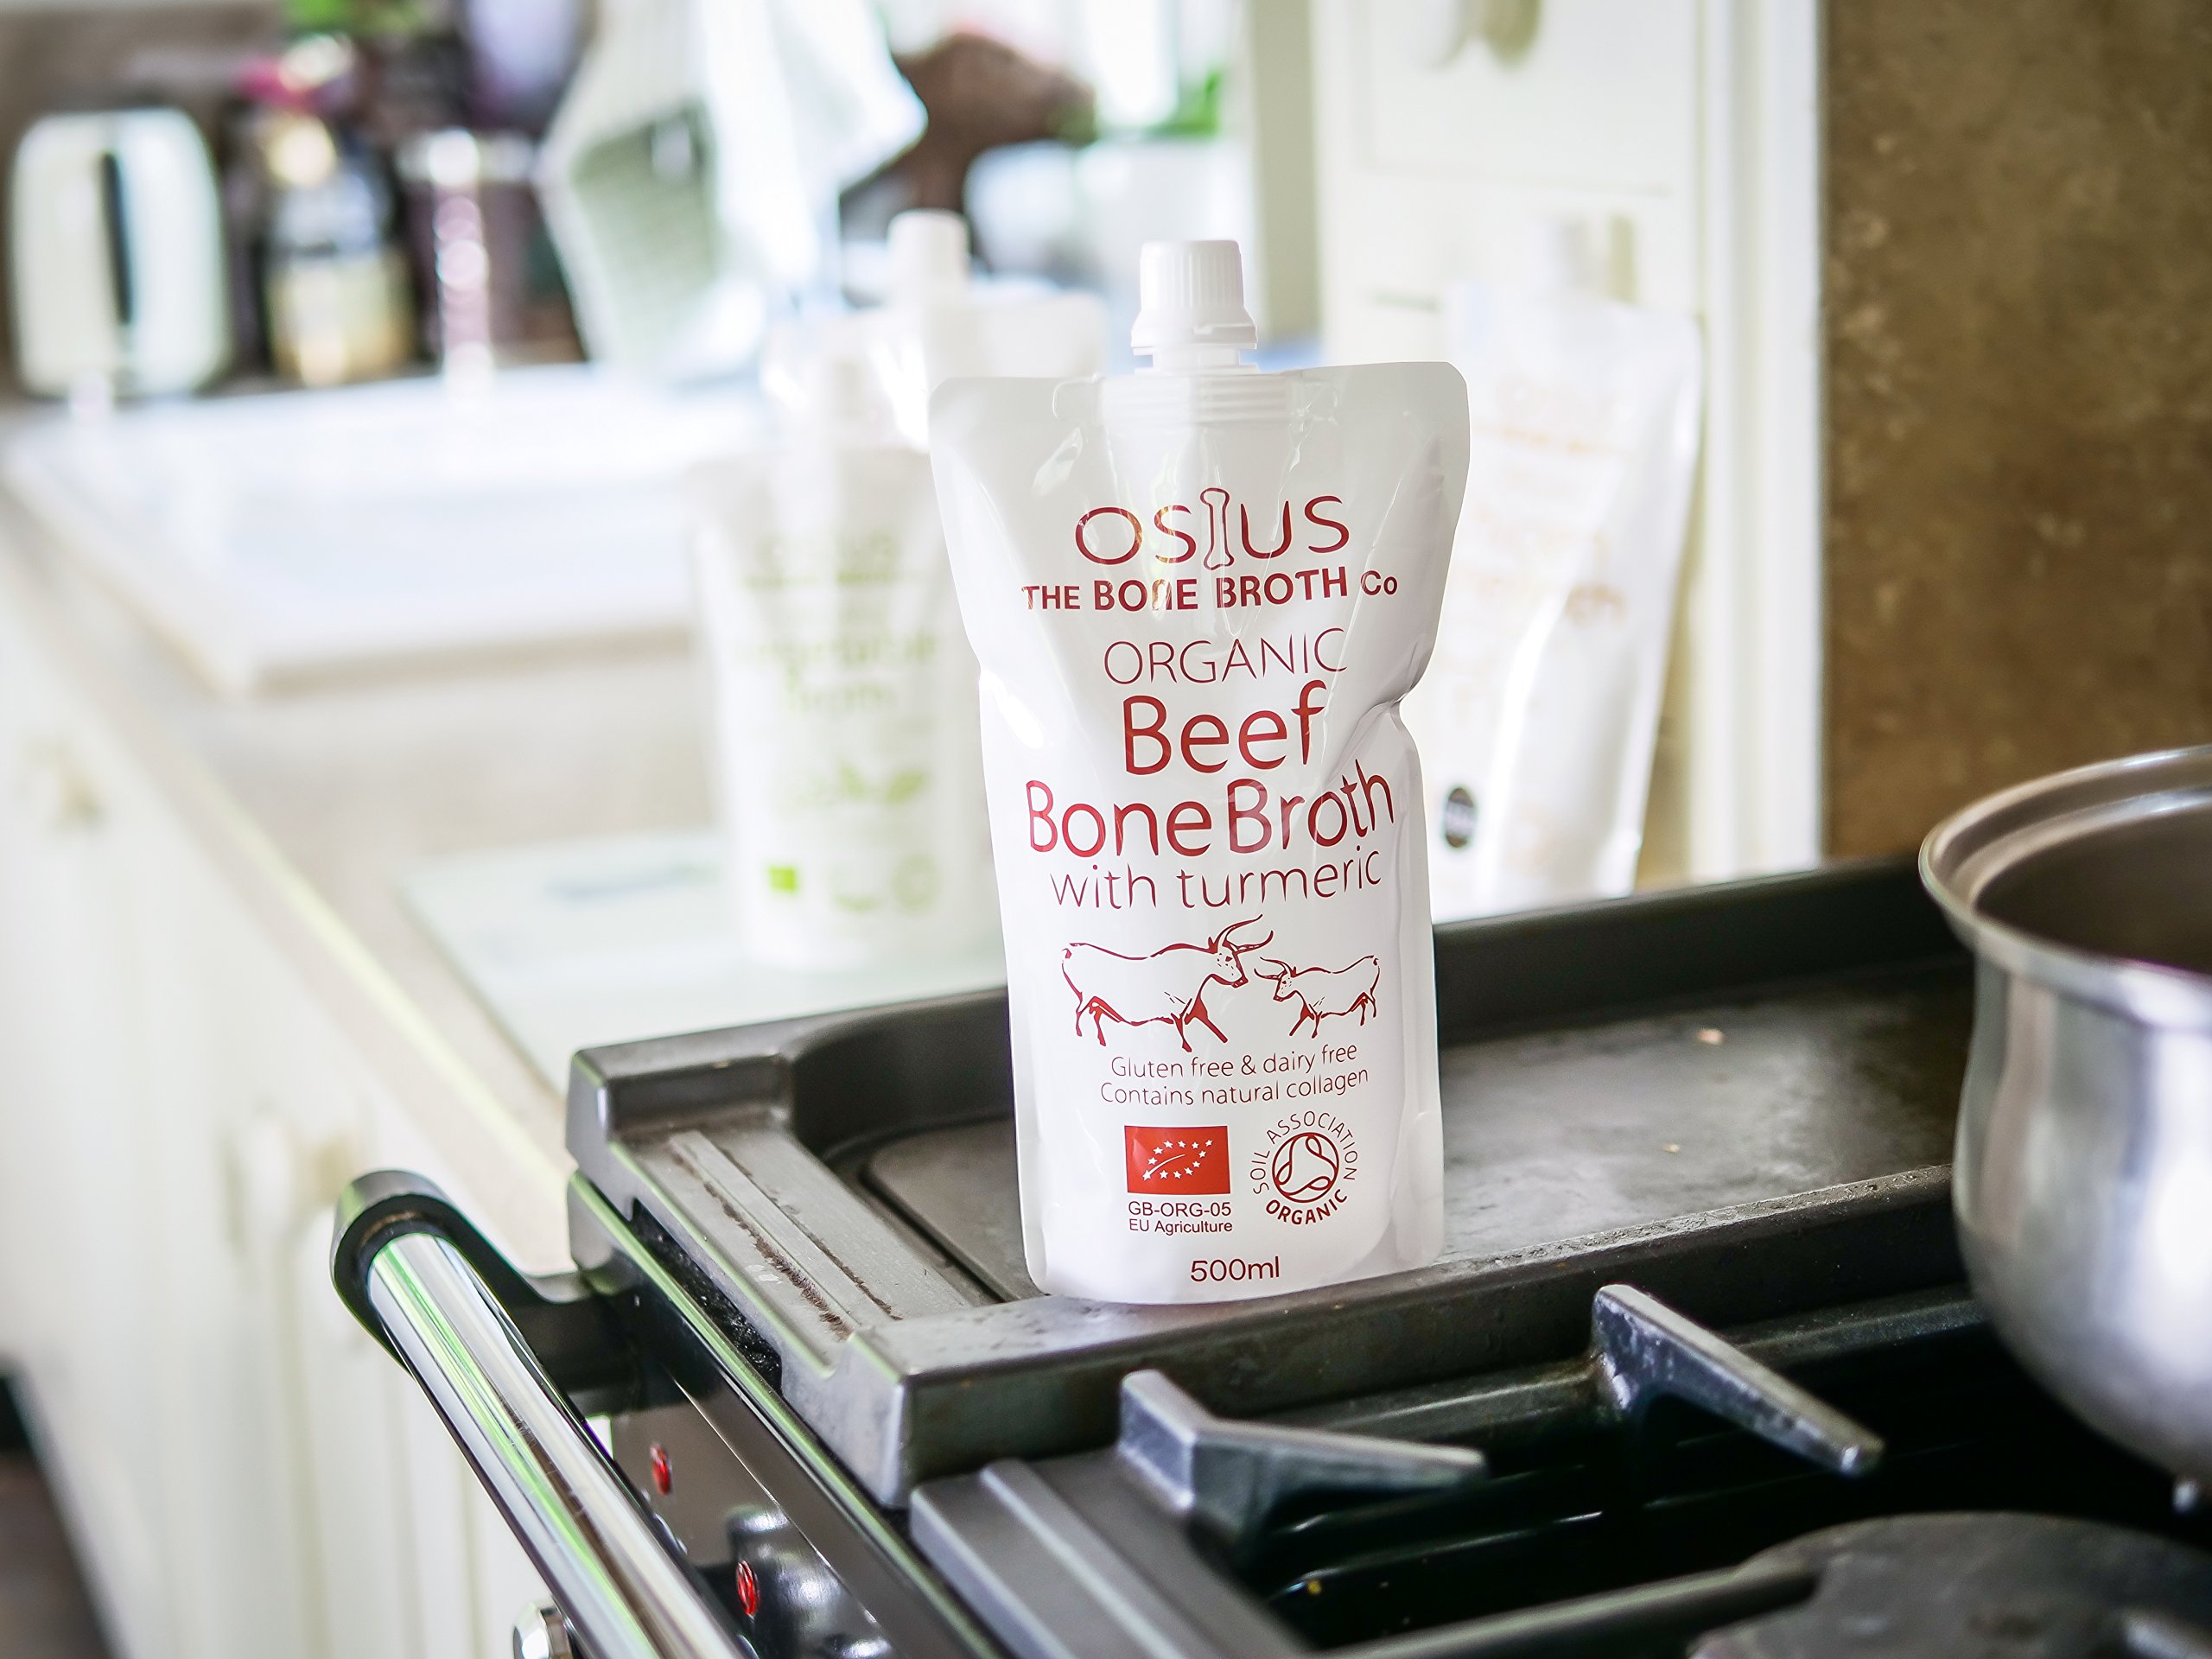 OSIUS
THE BONE BROTH Co
ORGANIC
Beef
Bone Broth
with turmeric
Gluten free & dairy free
Contains natural collagen
GB-ORG-05
EU Agriculture
SOIL ASSOCIATION
ORGANIC
500ml